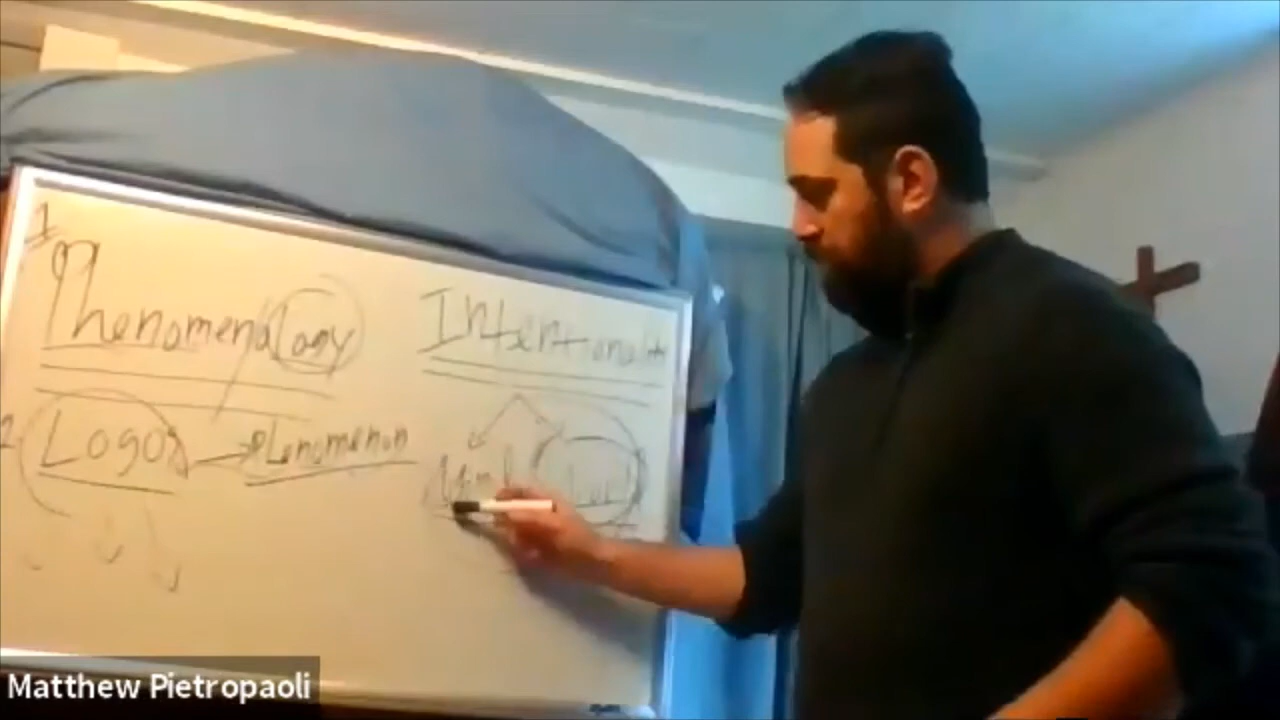 1
Phenomenology
2 Logos → Phenomenon
Intentionality
Matthew Pietropaoli